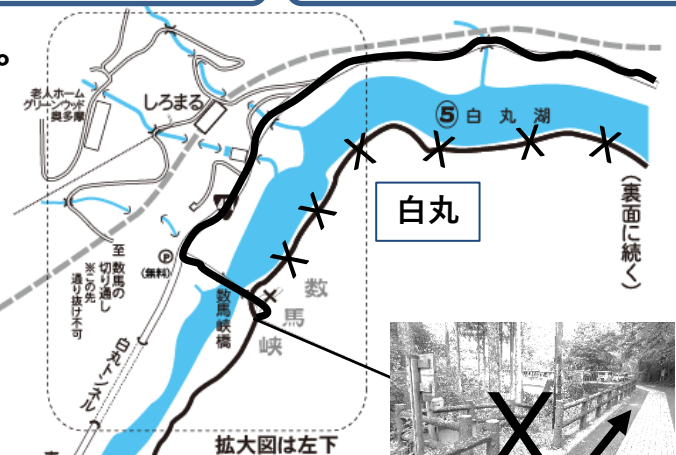 。
老人ホーム
グリーンウッド
奥多摩
しろまる
⑤白丸湖
白丸
(裏面に続く)
Ⓟ
(無料)
至 数馬の
切り通し
※この先
通り抜け不可
数馬峡橋
数馬峡
白丸トンネル
拡大図は左下